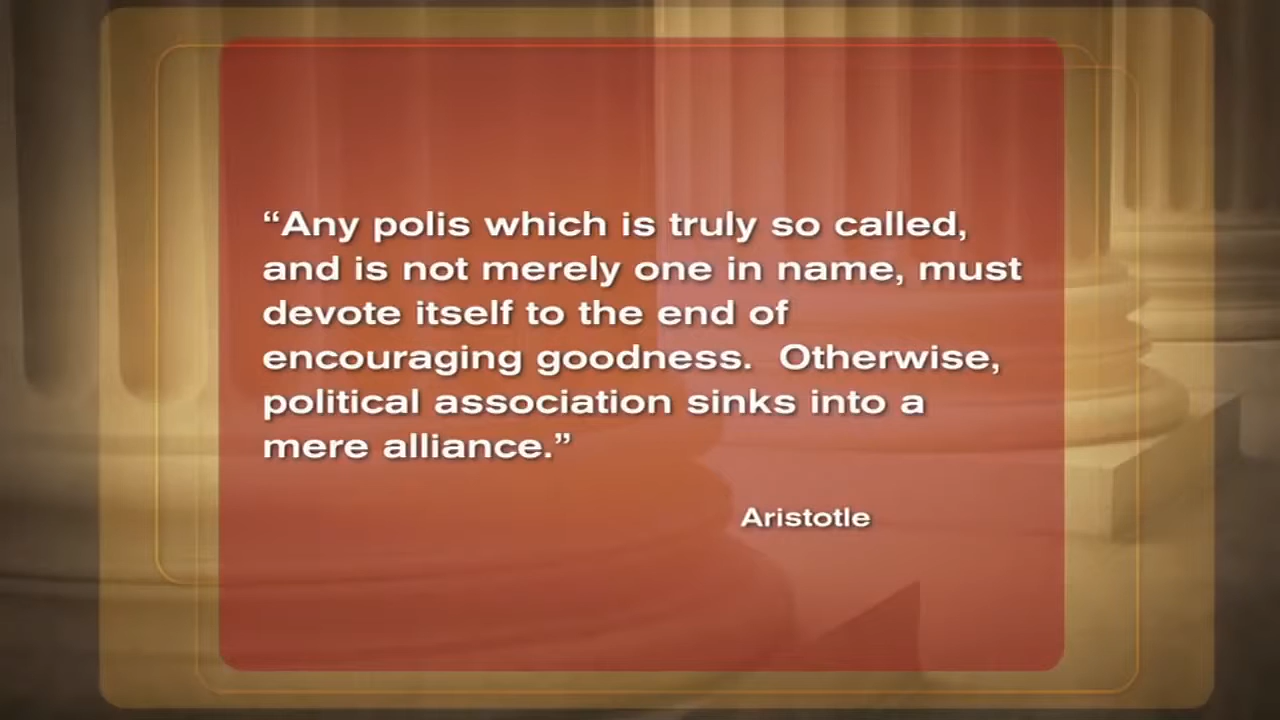 “Any polis which is truly so called,
and is not merely one in name, must
devote itself to the end of
encouraging goodness.  Otherwise,
political association sinks into a
mere alliance.”
Aristotle